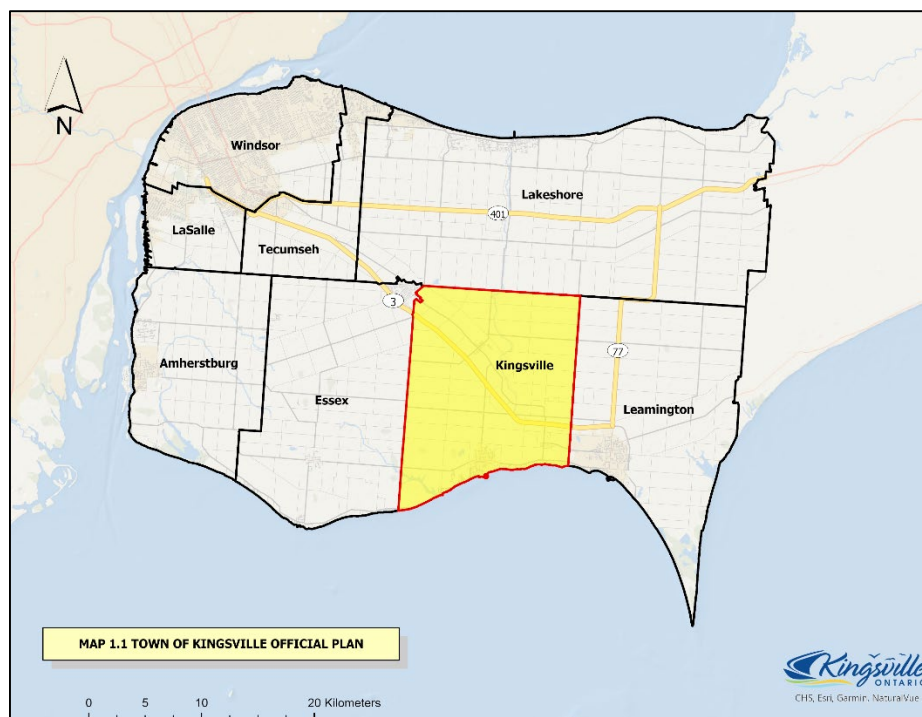 N
Windsor
Lakeshore
401
LaSalle
Tecumseh
3
Kingsville
77
Amherstburg
Essex
Leamington
MAP 1.1 TOWN OF KINGSVILLE OFFICIAL PLAN
Kingsville
ONTARIO
CHS, Esri, Garmin, NaturalVue
0 5 10 20 Kilometers